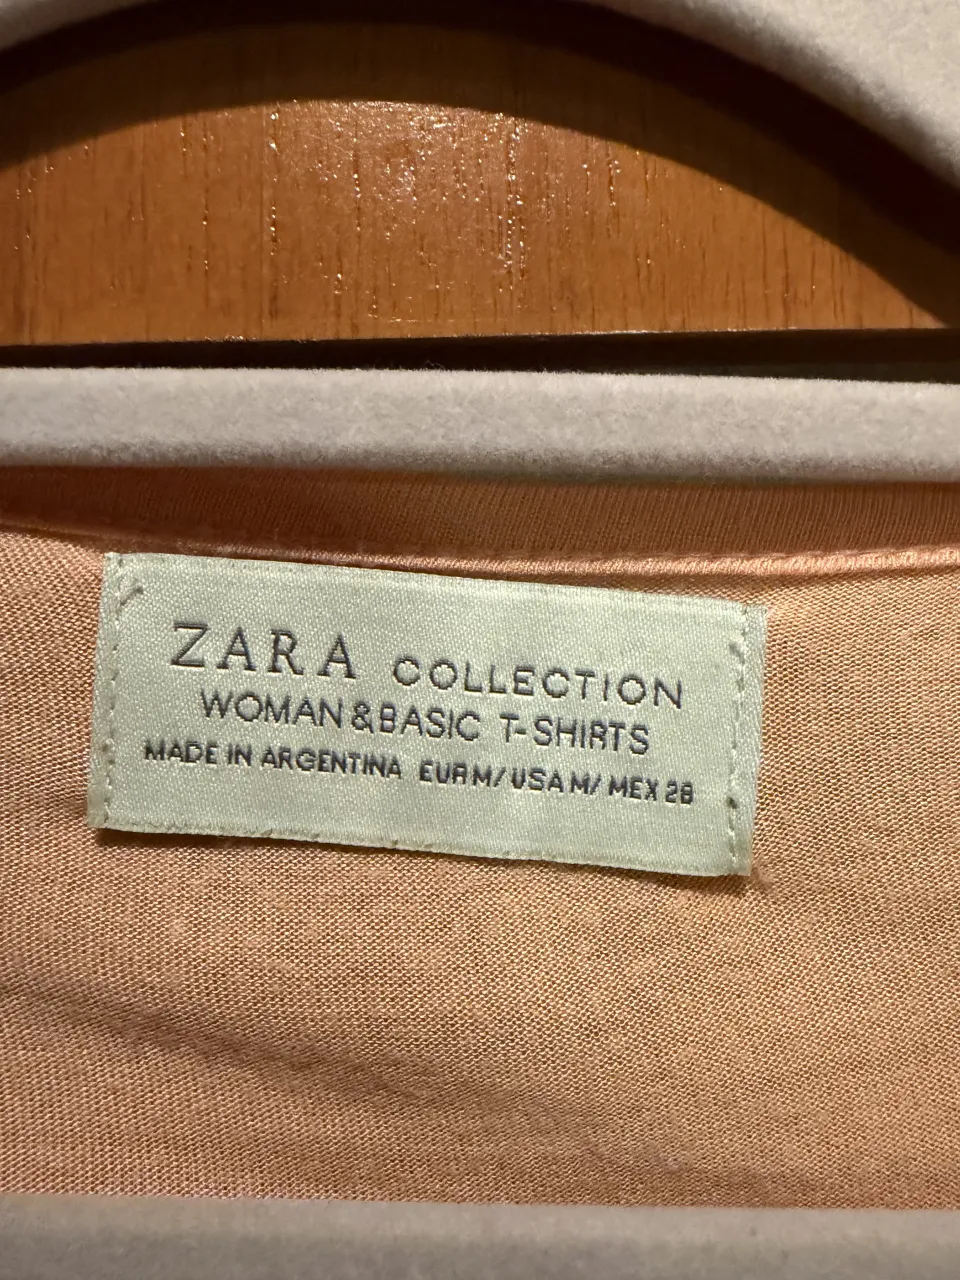 ZARA COLLECTION
WOMAN &BASIC T-SHIRTS
MADE IN ARGENTINA EUR M/ USA M/ MEX 28